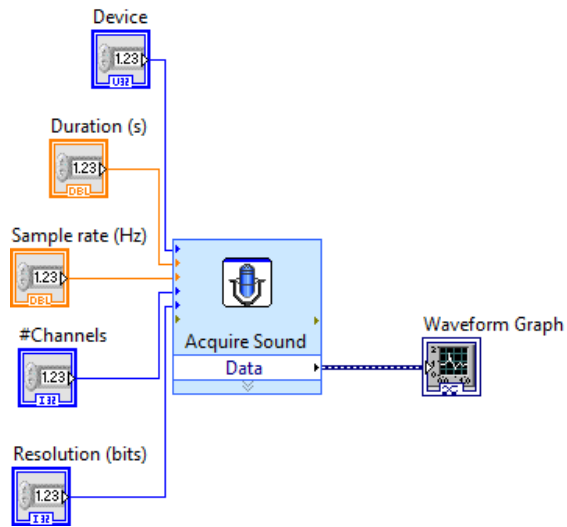 Device
1.23
U32
Duration (s)
1.23
DBL
Sample rate (Hz)
1.23
DBL
#Channels
1.23
I32
Resolution (bits)
1.23
I32
Acquire Sound
Data
Waveform Graph